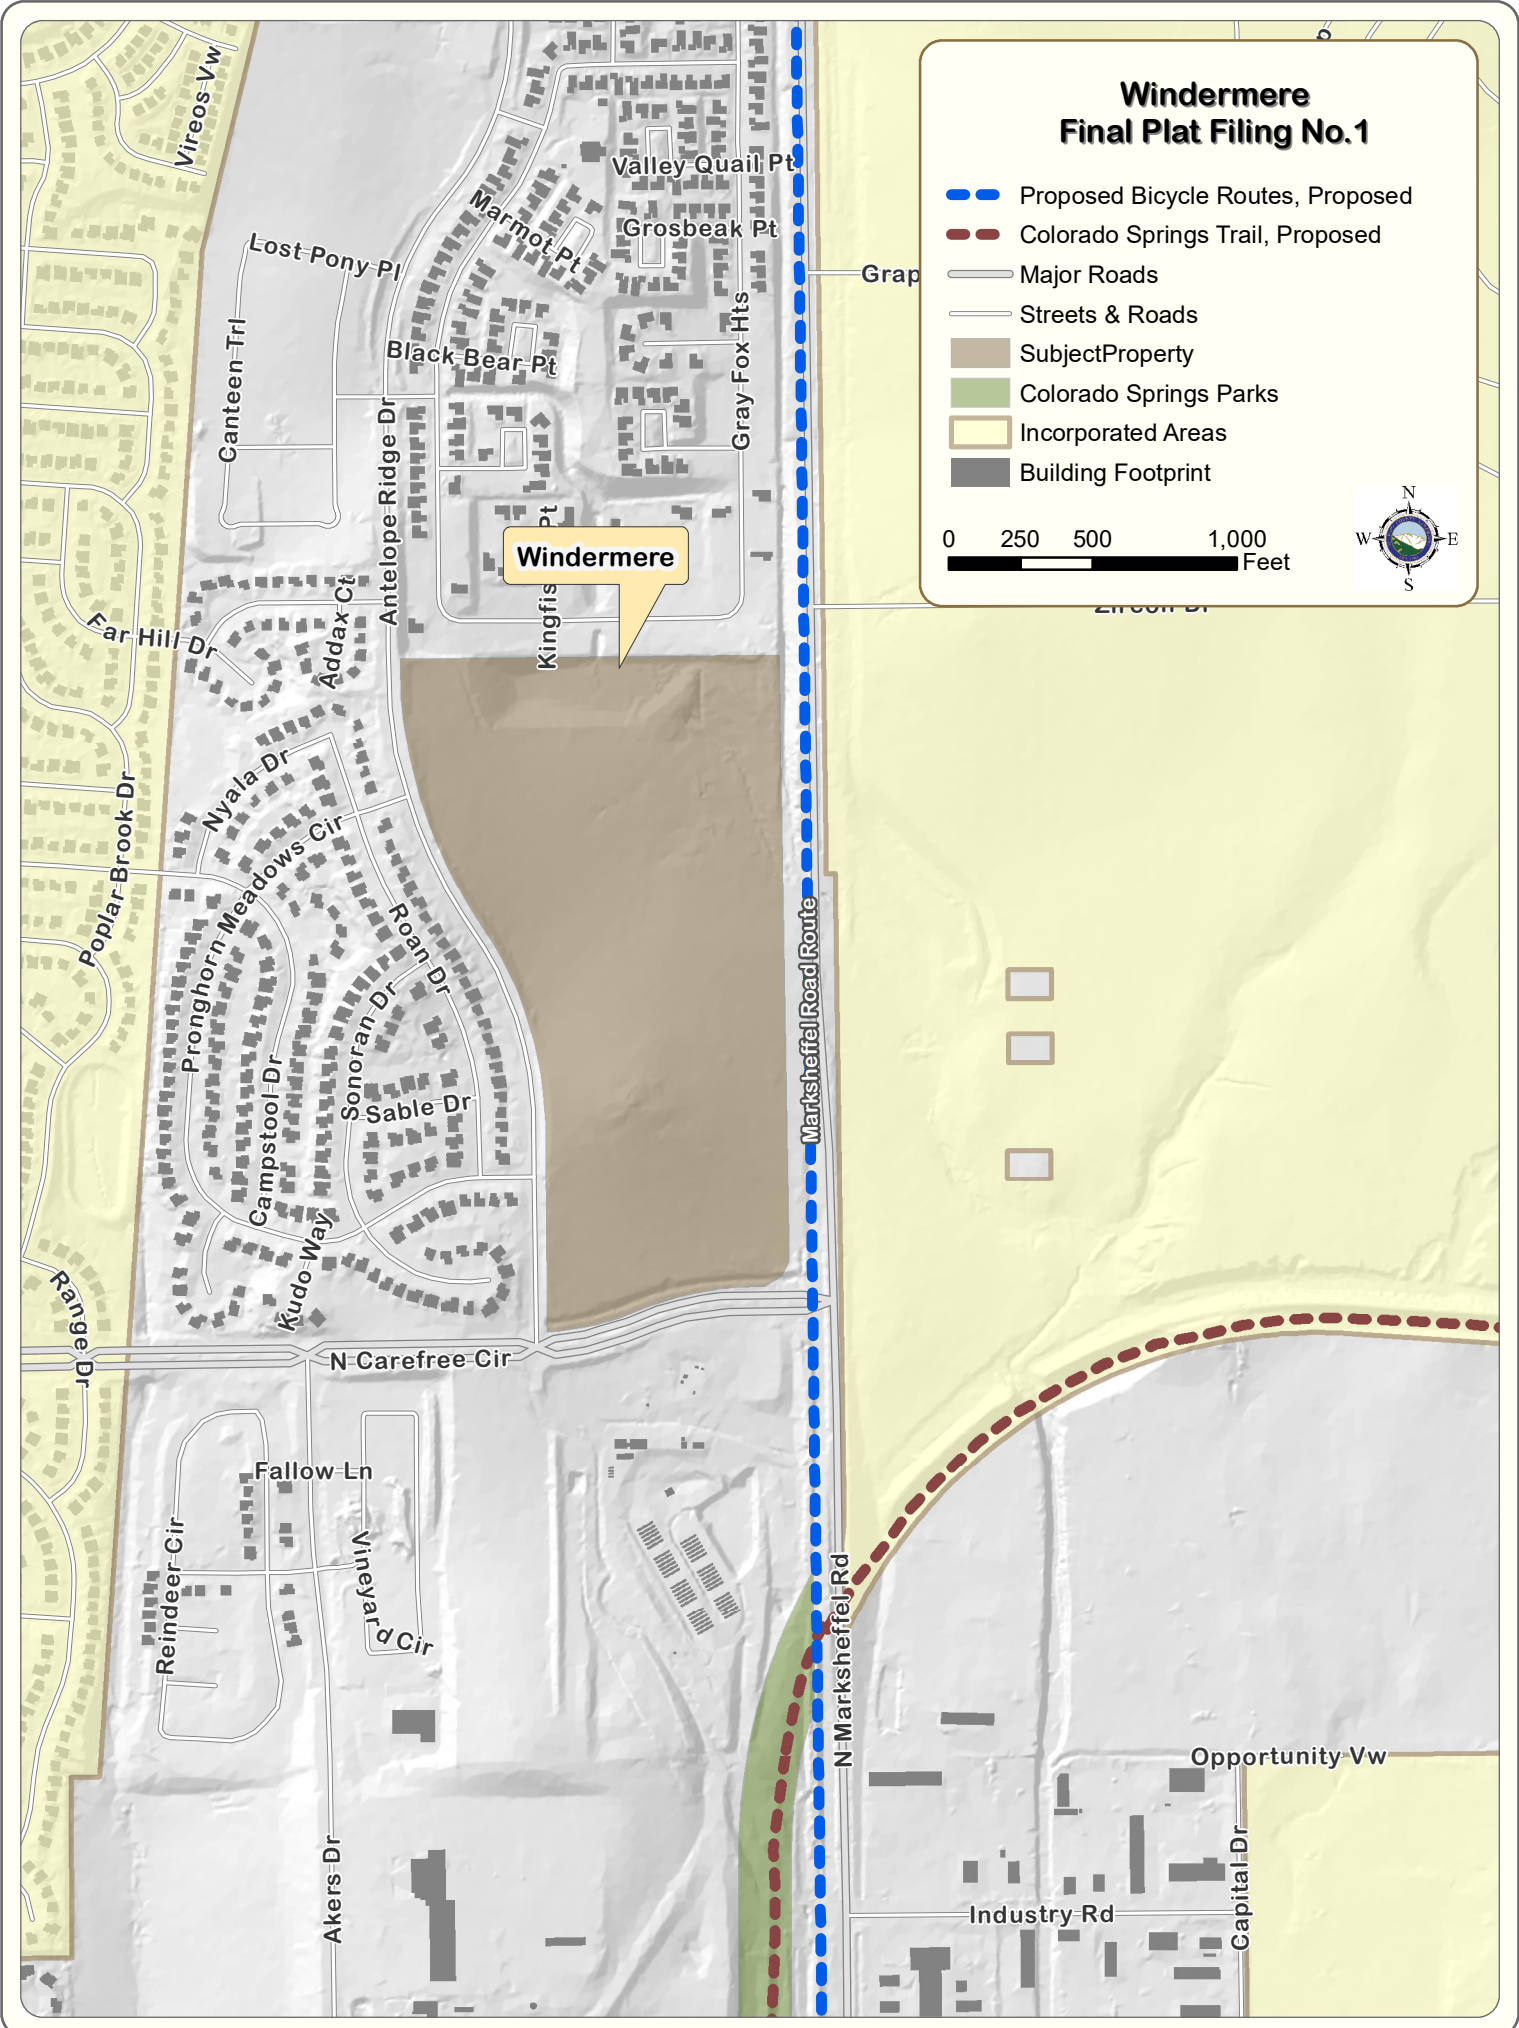 Windermere
Final Plat Filing No.1
Proposed Bicycle Routes, Proposed
Colorado Springs Trail, Proposed
Major Roads
Streets & Roads
SubjectProperty
Colorado Springs Parks
Incorporated Areas
Building Footprint
0 250 500 1,000
Feet
N
W E
S
Vireos Vw
Valley Quail Pt
Marmot Pt
Grosbeak Pt
Lost Pony Pl
Grap
Canteen Trl
Black Bear Pt
Gray Fox Hts
Antelope Ridge Dr
Windermere
Kingfis Pt
Addax Ct
Far Hill Dr
Nyala Dr
Poplar Brook Dr
Pronghorn Meadows Cir
Roan Dr
Marksheffel Road Route
Sonoran Dr
Sable Dr
Campstool Dr
Kudo Way
Range Dr
N Carefree Cir
Fallow Ln
Reindeer Cir
Vineyard Cir
N Marksheffel Rd
Opportunity Vw
Akers Dr
Capital Dr
Industry Rd